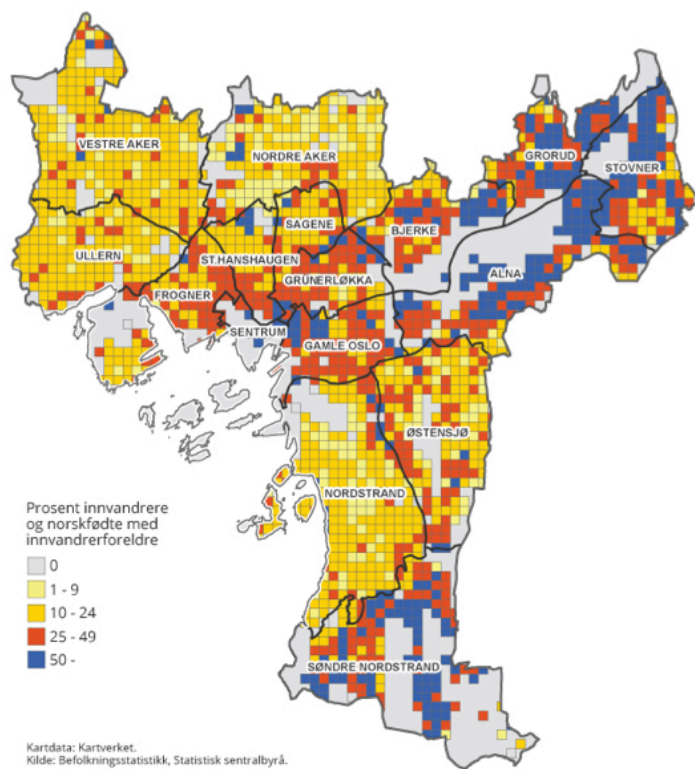 VESTRE AKER
NORDRE AKER
GRORUD
STOVNER
SAGENE
BJERKE
ULLERN
ST.HANSHAUGEN
ALNA
GRÜNERLØKKA
FROGNER
SENTRUM
GAMLE OSLO
ØSTENSJØ
NORDSTRAND
Prosent innvandrere
og norskfødte med
innvandrerforeldre
0
1 - 9
10 - 24
25 - 49
50 -
SØNDRE NORDSTRAND
Kartdata: Kartverket.
Kilde: Befolkningsstatistikk, Statistisk sentralbyrå.